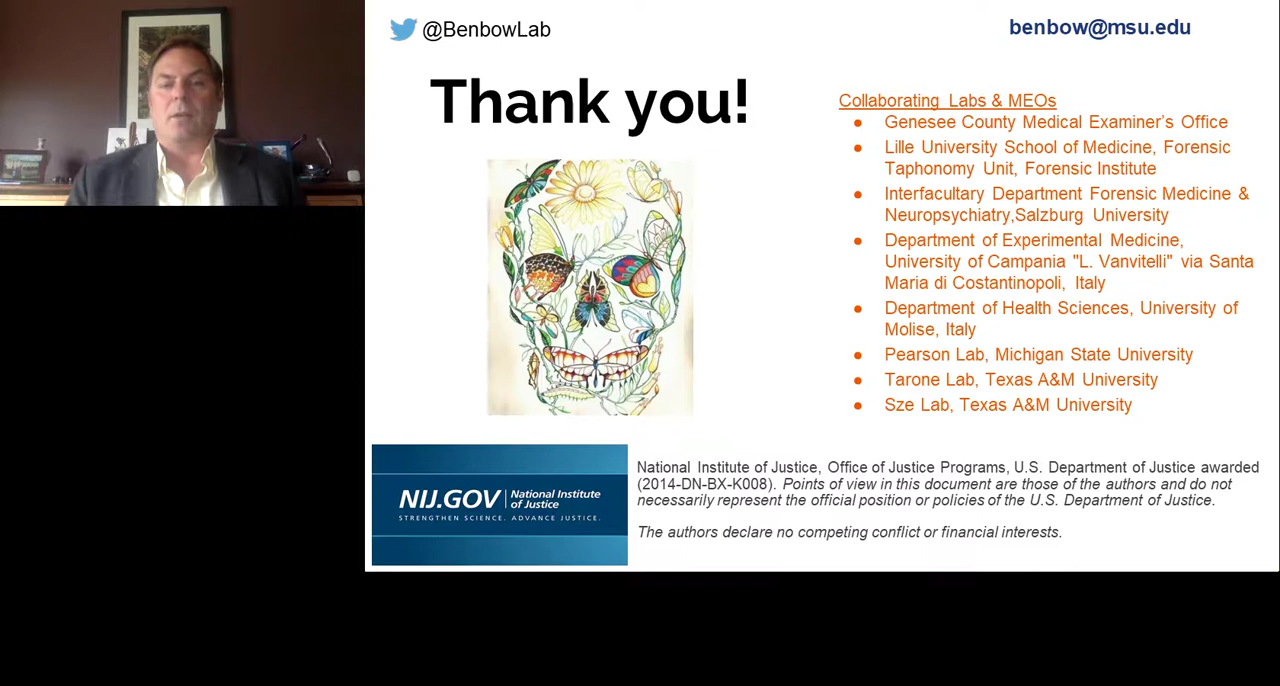 @BenbowLab
benbow@msu.edu
Thank you!
Collaborating Labs & MEOs
● Genesee County Medical Examiner’s Office
● Lille University School of Medicine, Forensic
Taphonomy Unit, Forensic Institute
● Interfacultary Department Forensic Medicine &
Neuropsychiatry,Salzburg University
● Department of Experimental Medicine,
University of Campania "L. Vanvitelli" via Santa
Maria di Costantinopoli, Italy
● Department of Health Sciences, University of
Molise, Italy
● Pearson Lab, Michigan State University
● Tarone Lab, Texas A&M University
● Sze Lab, Texas A&M University
NIJ.GOV | National Institute
of Justice
STRENGTHEN SCIENCE. ADVANCE JUSTICE.
National Institute of Justice, Office of Justice Programs, U.S. Department of Justice awarded
(2014-DN-BX-K008). Points of view in this document are those of the authors and do not
necessarily represent the official position or policies of the U.S. Department of Justice.
The authors declare no competing conflict or financial interests.